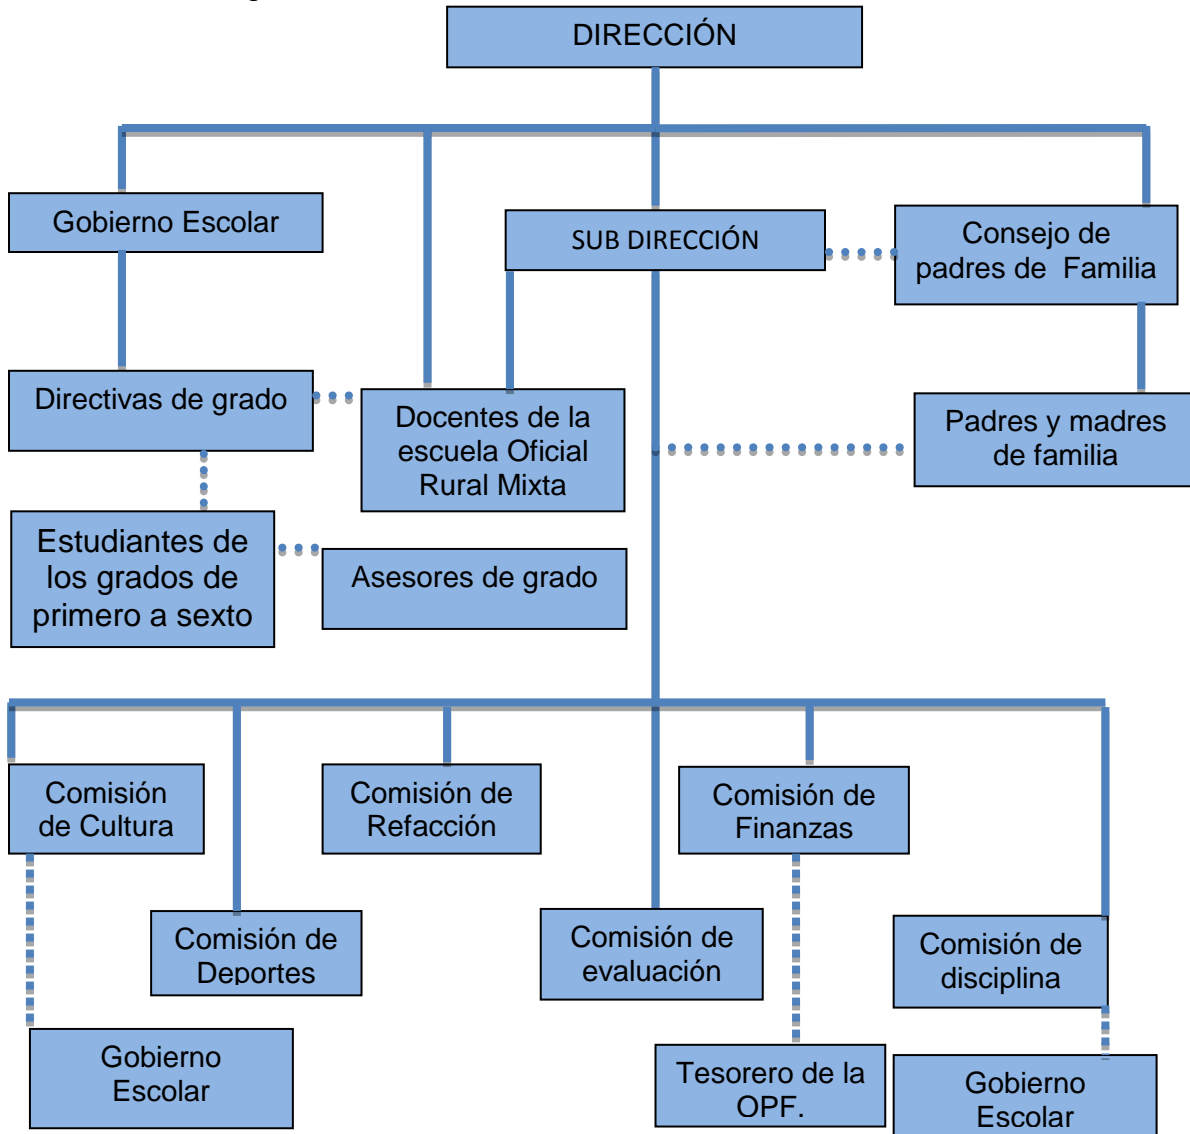 DIRECCIÓN
Gobierno Escolar
SUB DIRECCIÓN
Consejo de
padres de Familia
Directivas de grado
Docentes de la
escuela Oficial
Rural Mixta
Padres y madres
de familia
Estudiantes de
los grados de
primero a sexto
Asesores de grado
Comisión
de Cultura
Comisión de
Refacción
Comisión de
Finanzas
Comisión de
Deportes
Comisión de
evaluación
Comisión de
disciplina
Gobierno
Escolar
Tesorero de la
OPF.
Gobierno
Escolar